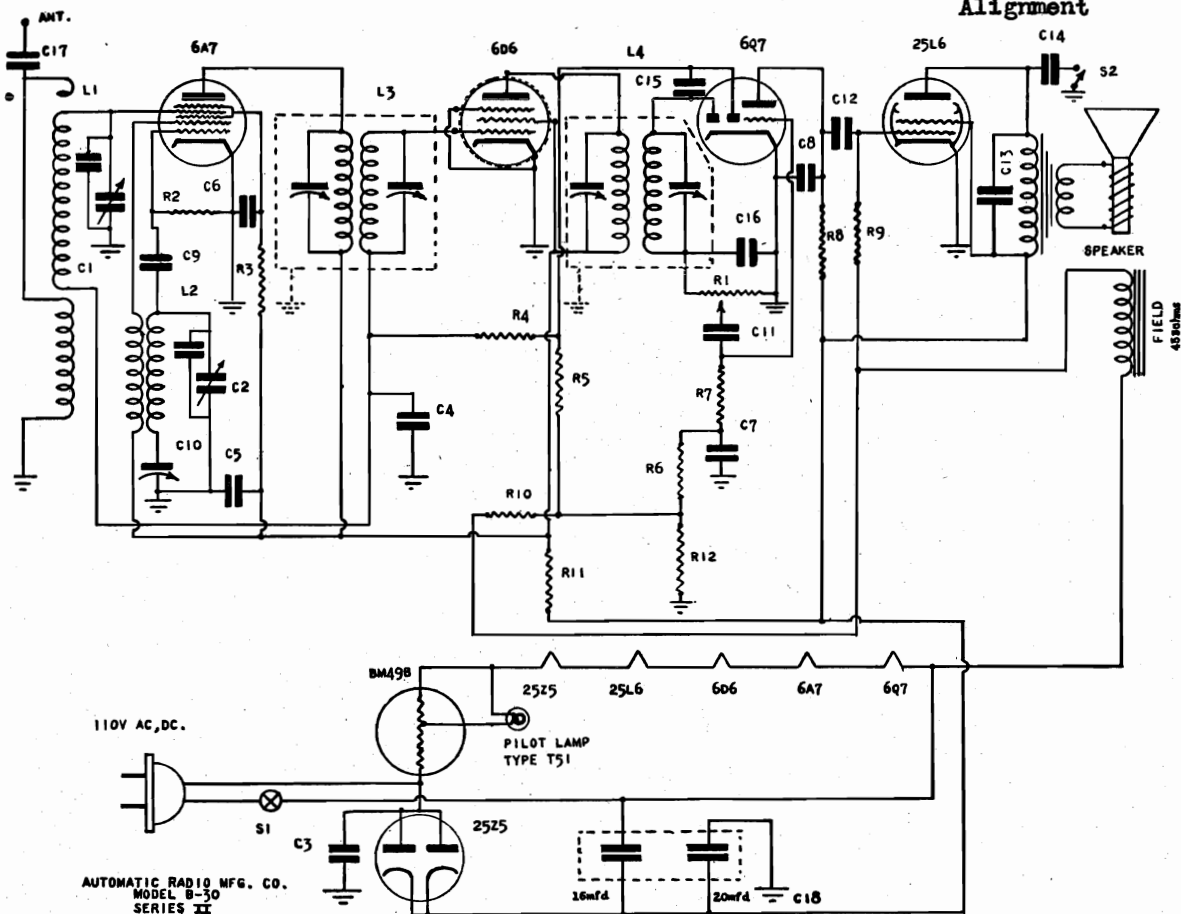 Alignment
ANT.
C17
6A7
6D6
L4
6Q7
25L6
C14
S2
L1
L3
C15
C12
C8
C13
R2
C6
C1
C9
R3
L2
C16
R8
R9
R1
SPEAKER
R4
C11
FIELD
458ohms
C2
R5
R7
C4
C7
C10
C5
R6
R10
R11
R12
BM49B
25Z5
25L6
6D6
6A7
6Q7
110V AC,DC.
PILOT LAMP
TYPE T51
S1
25Z5
C3
16mfd
20mfd
C18
AUTOMATIC RADIO MFG. CO.
MODEL B-30
SERIES II